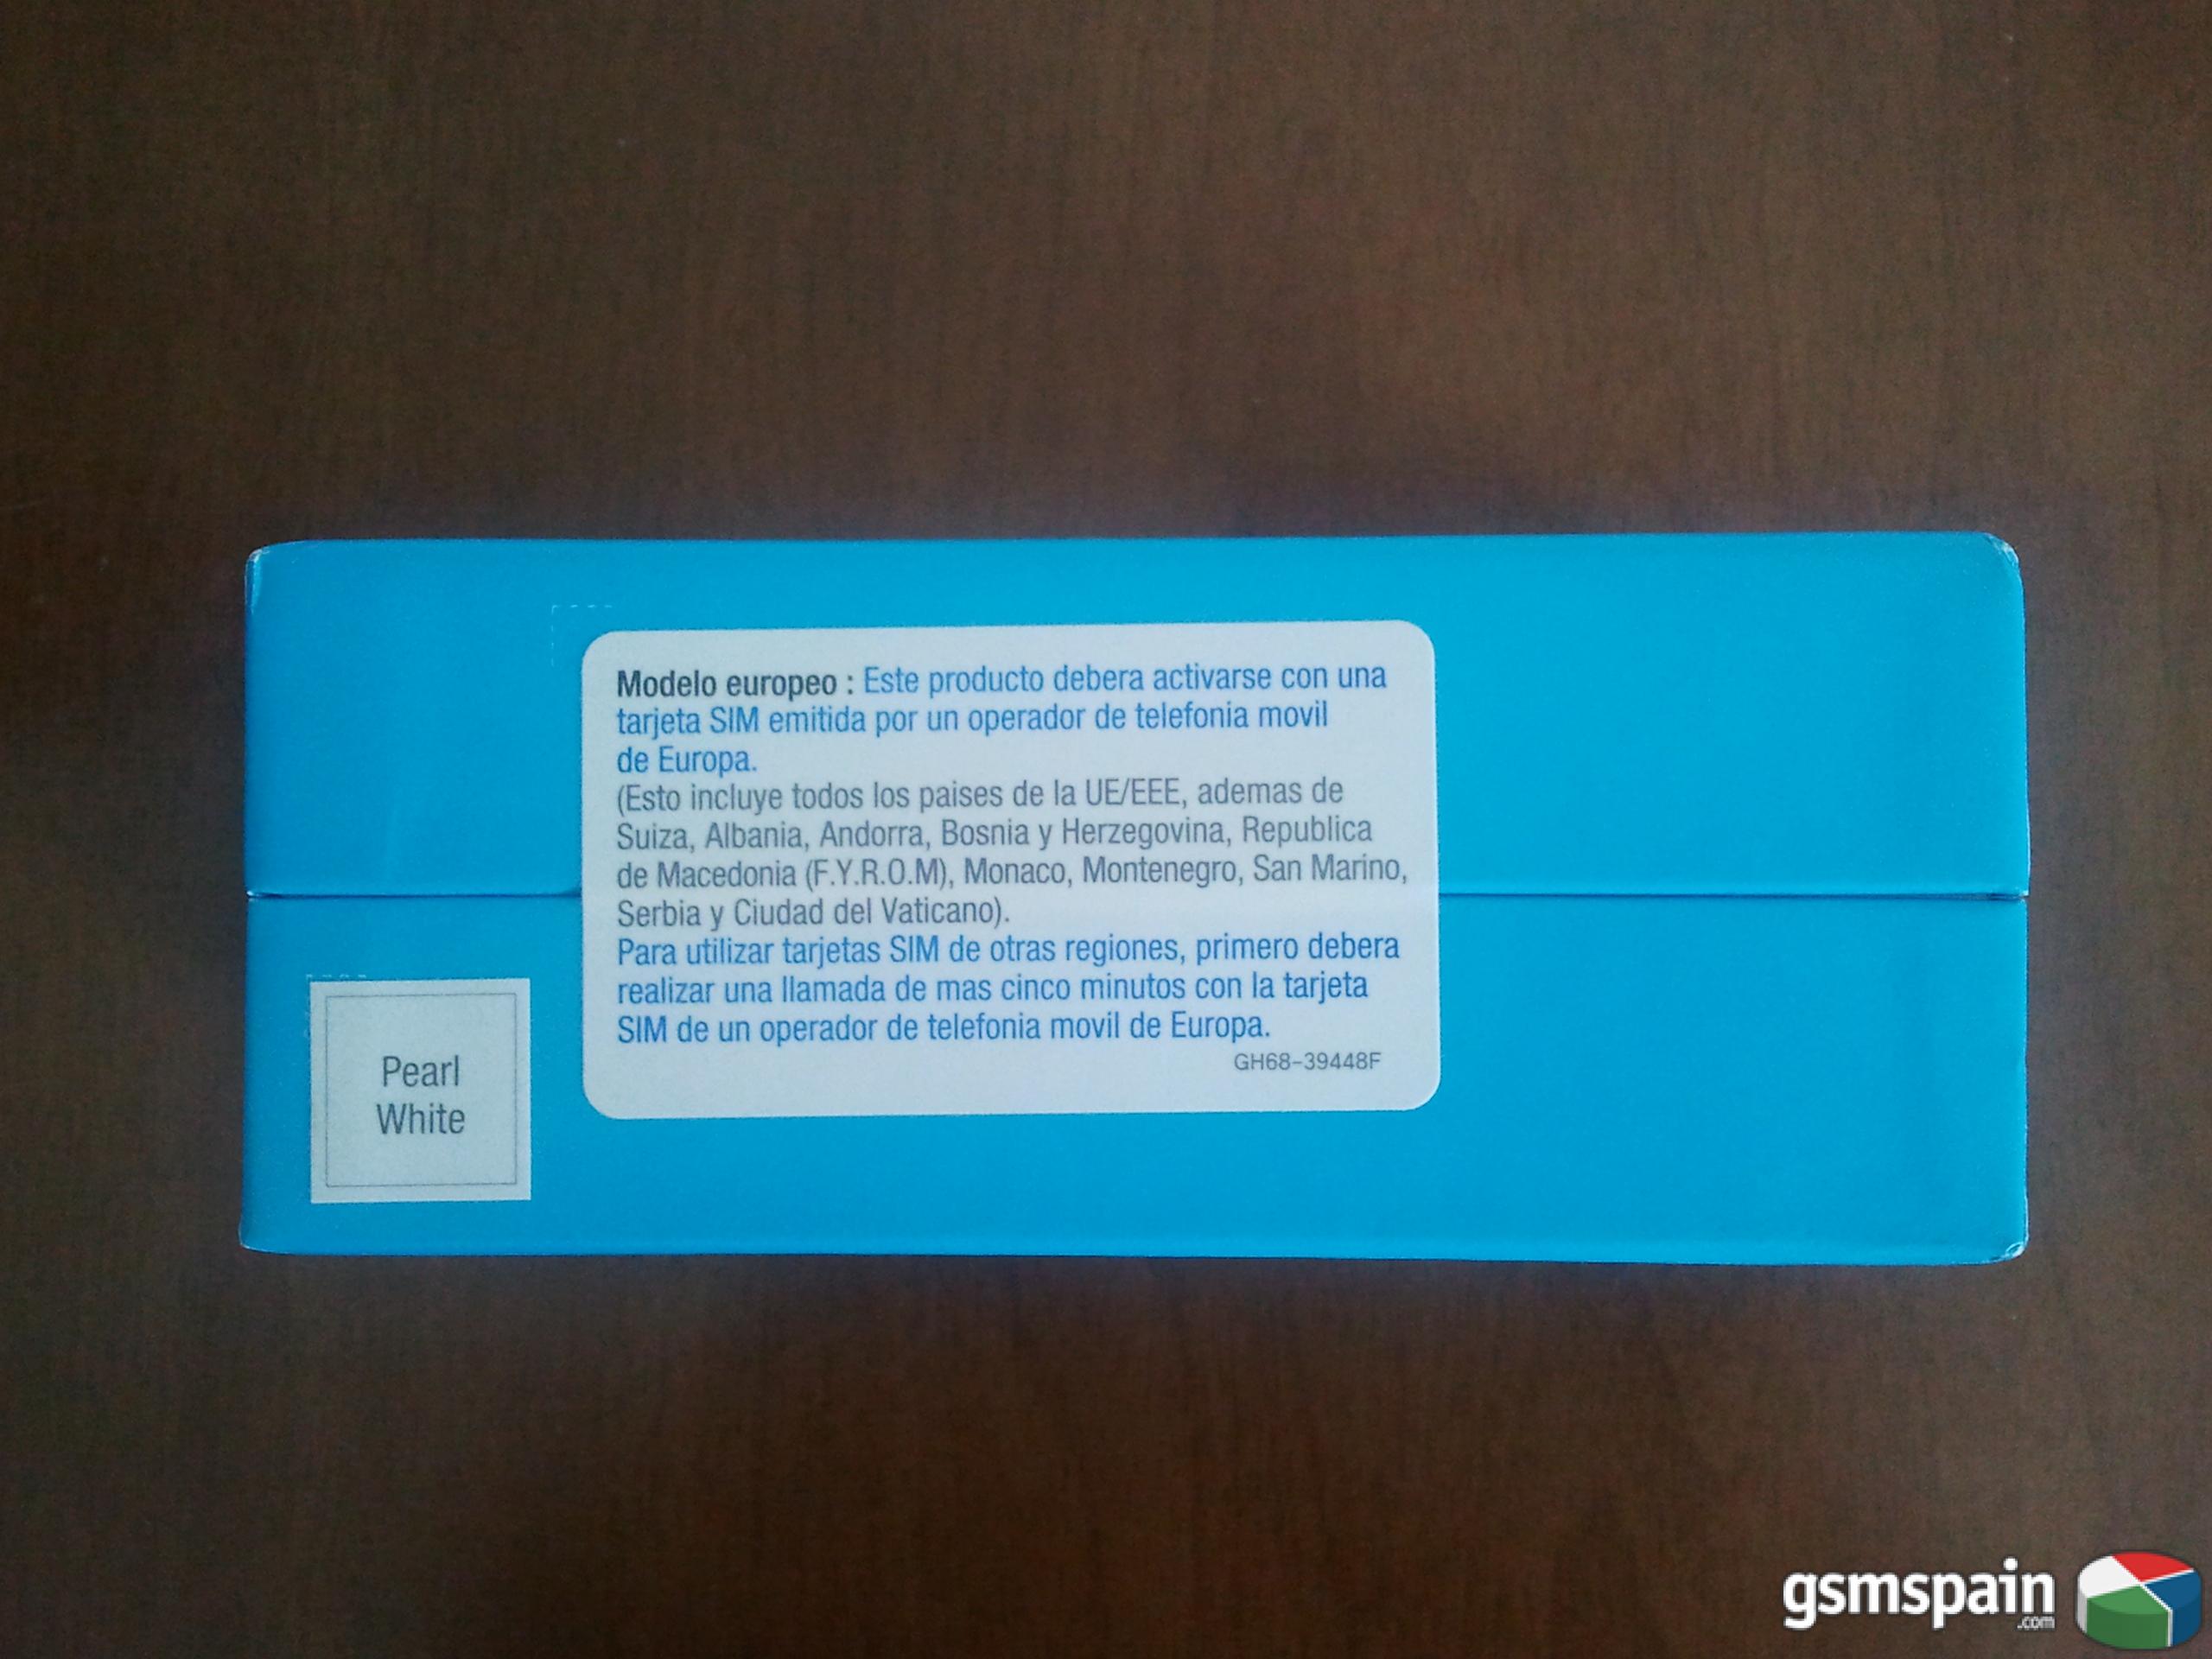 Modelo europeo : Este producto debera activarse con una
tarjeta SIM emitida por un operador de telefonia movil
de Europa.
(Esto incluye todos los paises de la UE/EEE, ademas de
Suiza, Albania, Andorra, Bosnia y Herzegovina, Republica
de Macedonia (F.Y.R.O.M), Monaco, Montenegro, San Marino,
Serbia y Ciudad del Vaticano).
Para utilizar tarjetas SIM de otras regiones, primero debera
realizar una llamada de mas cinco minutos con la tarjeta
SIM de un operador de telefonia movil de Europa.
GH68-39448F
Pearl
White
gsmspain
.com